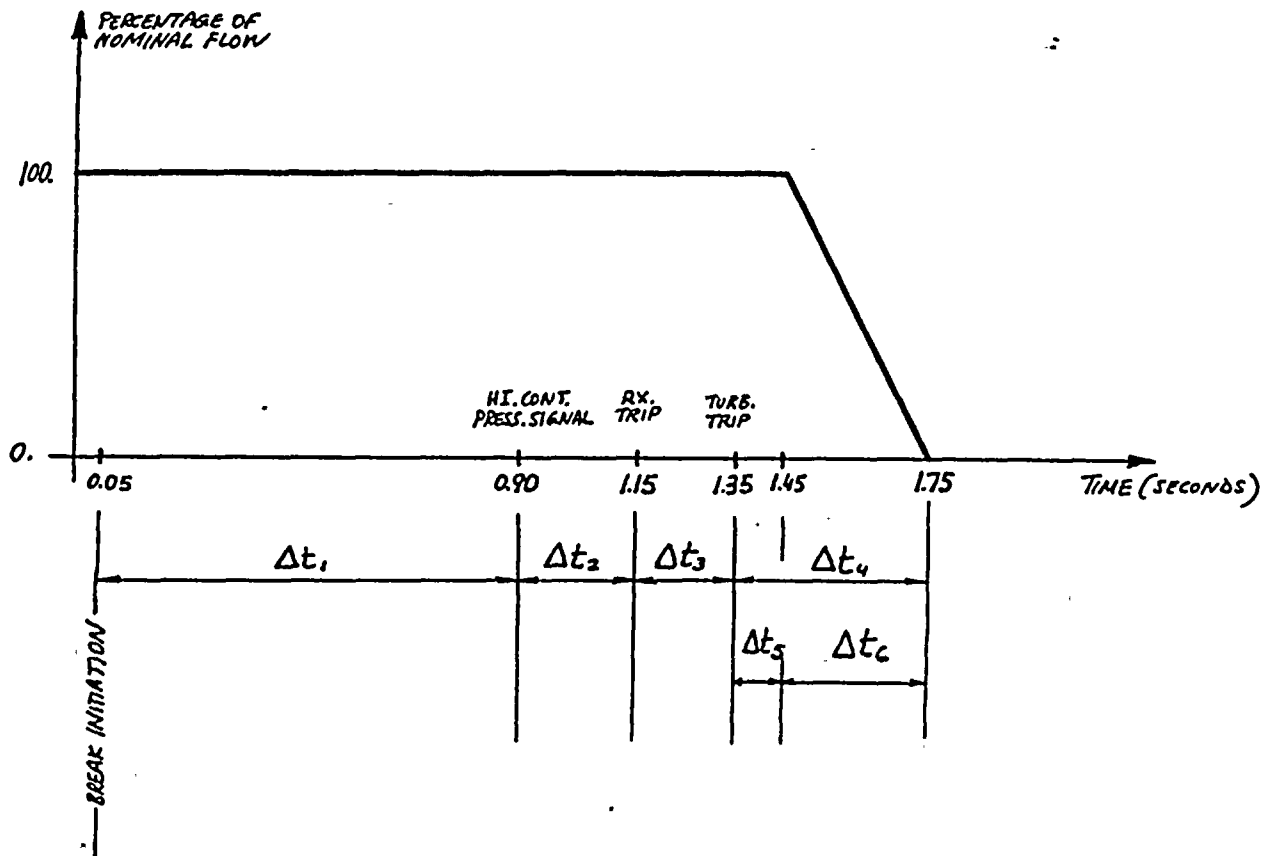 PERCENTAGE OF
NOMINAL FLOW
100.
HI. CONT.
PRESS. SIGNAL
RX.
TRIP
TURB.
TRIP
0.
0.05
0.90
1.15
1.35
1.45
1.75
TIME (SECONDS)
Δt₁
Δt₂
Δt₃
Δt₄
Δt₅
Δt₆
BREAK INITIATION